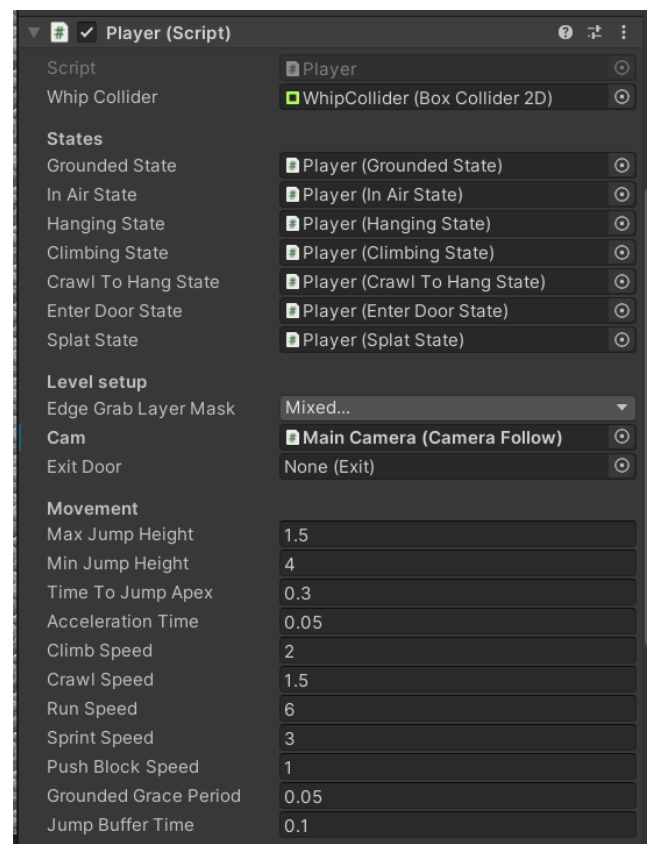 Player (Script)
Script Player
Whip Collider WhipCollider (Box Collider 2D)
States
Grounded State Player (Grounded State)
In Air State Player (In Air State)
Hanging State Player (Hanging State)
Climbing State Player (Climbing State)
Crawl To Hang State Player (Crawl To Hang State)
Enter Door State Player (Enter Door State)
Splat State Player (Splat State)
Level setup
Edge Grab Layer Mask Mixed...
Cam Main Camera (Camera Follow)
Exit Door None (Exit)
Movement
Max Jump Height 1.5
Min Jump Height 4
Time To Jump Apex 0.3
Acceleration Time 0.05
Climb Speed 2
Crawl Speed 1.5
Run Speed 6
Sprint Speed 3
Push Block Speed 1
Grounded Grace Period 0.05
Jump Buffer Time 0.1